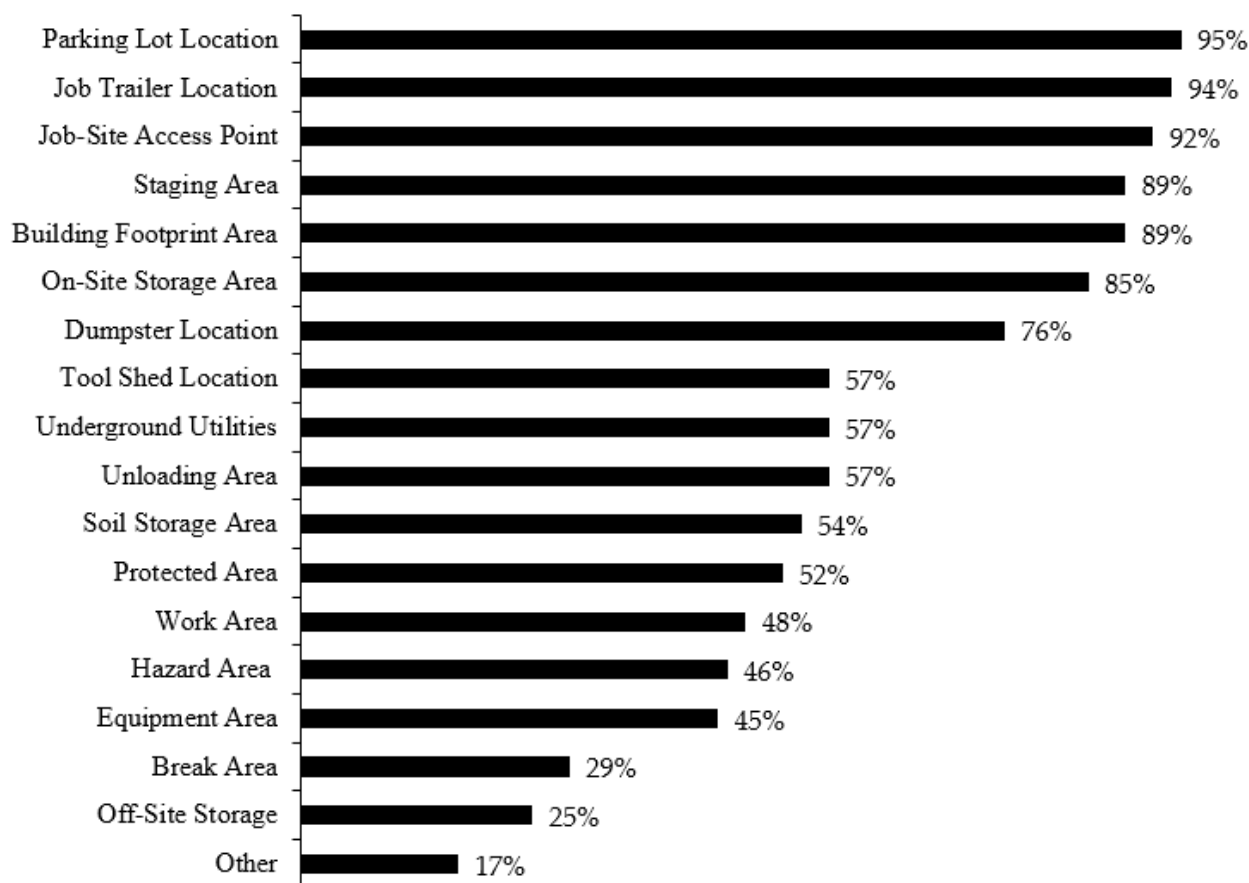 Parking Lot Location 95%
Job Trailer Location 94%
Job-Site Access Point 92%
Staging Area 89%
Building Footprint Area 89%
On-Site Storage Area 85%
Dumpster Location 76%
Tool Shed Location 57%
Underground Utilities 57%
Unloading Area 57%
Soil Storage Area 54%
Protected Area 52%
Work Area 48%
Hazard Area 46%
Equipment Area 45%
Break Area 29%
Off-Site Storage 25%
Other 17%